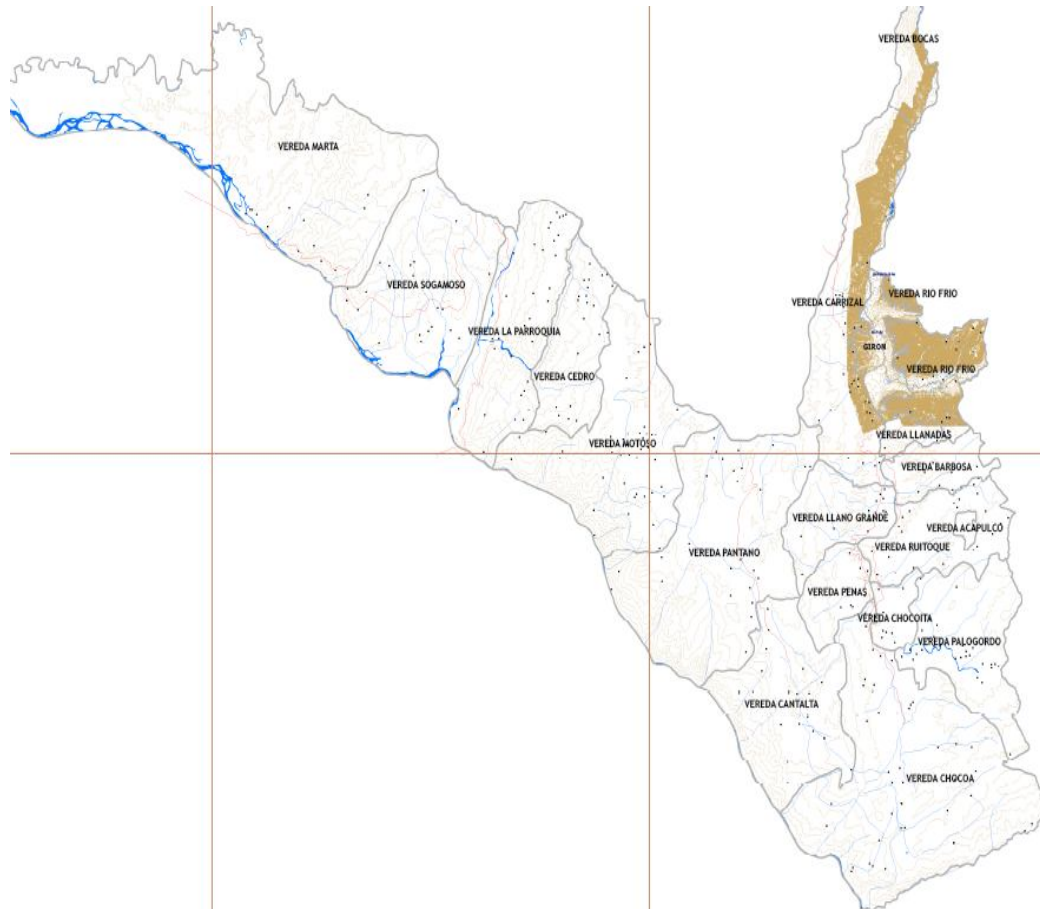 VEREDA BOCAS
VEREDA MARTA
VEREDA SOGAMOSO
VEREDA RIO FRIO
VEREDA CARRIZAL
VEREDA LA PARROQUIA
GIRON
VEREDA CEDRO
VEREDA RIO FRIO
VEREDA LLANADAS
VEREDA MOTOSO
VEREDA BARBOSA
VEREDA LLANO GRANDE
VEREDA ACAPULCO
VEREDA RUITOQUE
VEREDA PANTANO
VEREDA PENAS
VEREDA CHOCOITA
VEREDA PALOGORDO
VEREDA CANTALTA
VEREDA CHOCOA